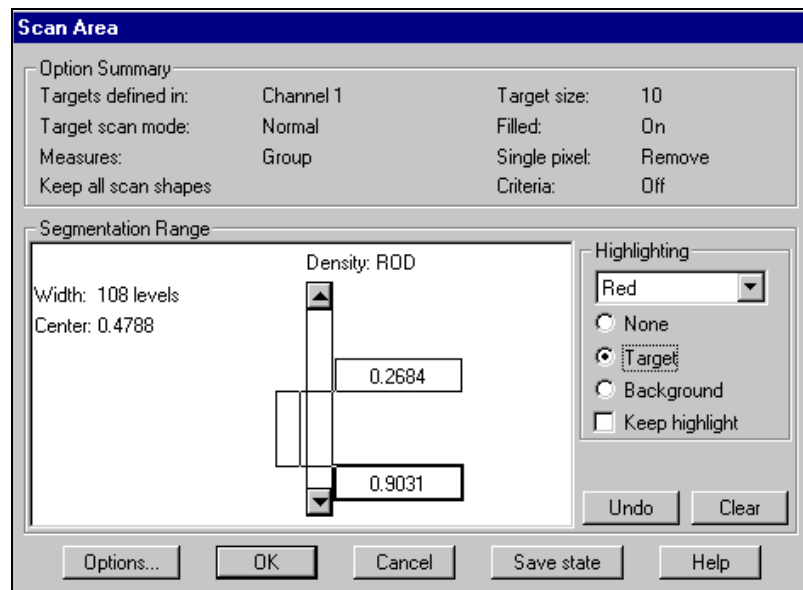 Scan Area
Option Summary
Targets defined in: Channel 1 Target size: 10
Target scan mode: Normal Filled: On
Measures: Group Single pixel: Remove
Keep all scan shapes Criteria: Off
Segmentation Range
Density: ROD
Width: 108 levels
Center: 0.4788
0.2684
0.9031
Highlighting
Red
None
Target
Background
Keep highlight
Undo Clear
Options... OK Cancel Save state Help